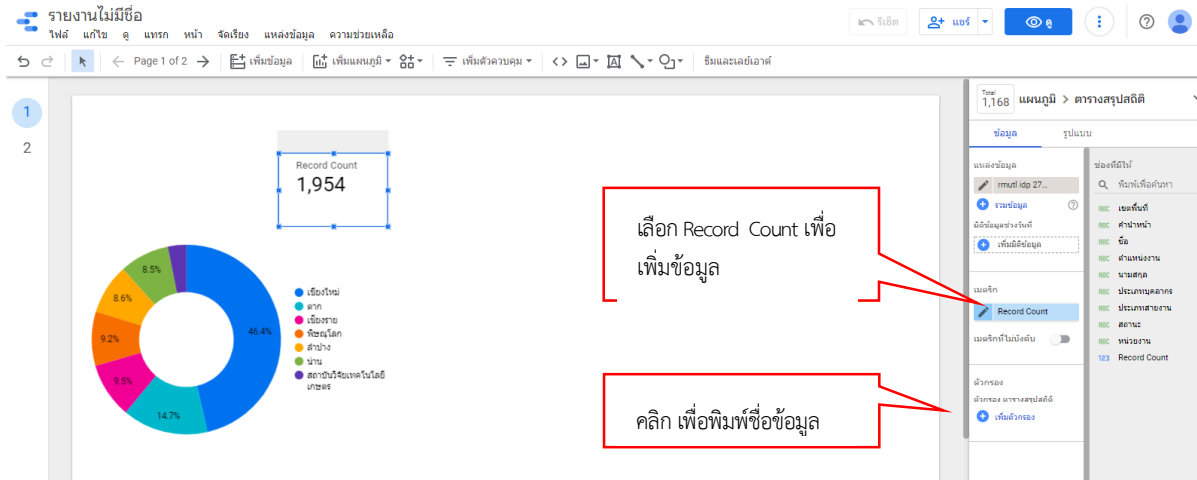 รายงานไม่มีชื่อ
ไฟล์ แก้ไข ดู แทรก หน้า จัดเรียง แหล่งข้อมูล ความช่วยเหลือ
รีเซ็ต
แชร์
ดู
Page 1 of 2
เพิ่มข้อมูล
เพิ่มแผนภูมิ
เพิ่มตัวควบคุม
ธีมและเลย์เอาต์
1
2
Record Count
1,954
8.5%
8.6%
9.2%
9.5%
14.7%
46.4%
เชียงใหม่
ตาก
เชียงราย
พิษณุโลก
ลำปาง
น่าน
สถาบันวิจัยเทคโนโลยี
เกษตร
เลือก Record Count เพื่อ
เพิ่มข้อมูล
คลิก เพื่อพิมพ์ชื่อข้อมูล
Total
1,168
แผนภูมิ > ตารางสรุปสถิติ
ข้อมูล
รูปแบบ
แหล่งข้อมูล
rmutl idp 27...
รวมข้อมูล
มิติข้อมูลช่วงวันที่
เพิ่มมิติข้อมูล
เมตริก
Record Count
เมตริกที่ไม่บังคับ
ตัวกรอง
ตัวกรอง ตารางสรุปสถิติ
เพิ่มตัวกรอง
ช่องที่มีให้
พิมพ์เพื่อค้นหา
ABC เขตพื้นที่
ABC คำนำหน้า
ABC ชื่อ
ABC ตำแหน่งงาน
ABC นามสกุล
ABC ประเภทบุคลากร
ABC ประเภทสายงาน
ABC สถานะ
ABC หน่วยงาน
123 Record Count